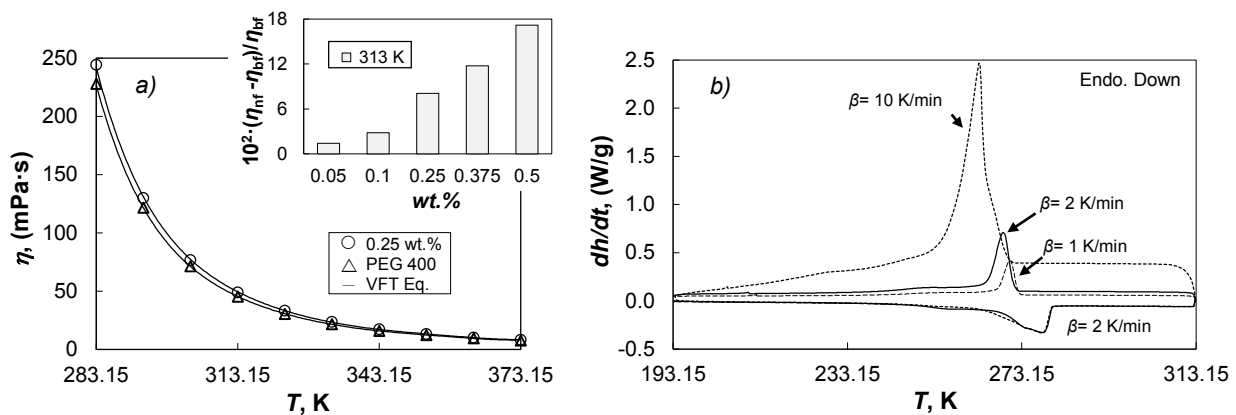 a)
250
200
150
100
50
0
η, (mPa·s)
283.15 313.15 343.15 373.15
T, K
18
12
6
0
10²·(ηnf -ηbf)/ηbf
313 K
0.05 0.1 0.25 0.375 0.5
wt.%
0.25 wt.%
PEG 400
VFT Eq.
b)
Endo. Down
2.5
2.0
1.5
1.0
0.5
0.0
-0.5
dh/dt, (W/g)
β= 10 K/min
β= 2 K/min
β= 1 K/min
β= 2 K/min
193.15 233.15 273.15 313.15
T, K